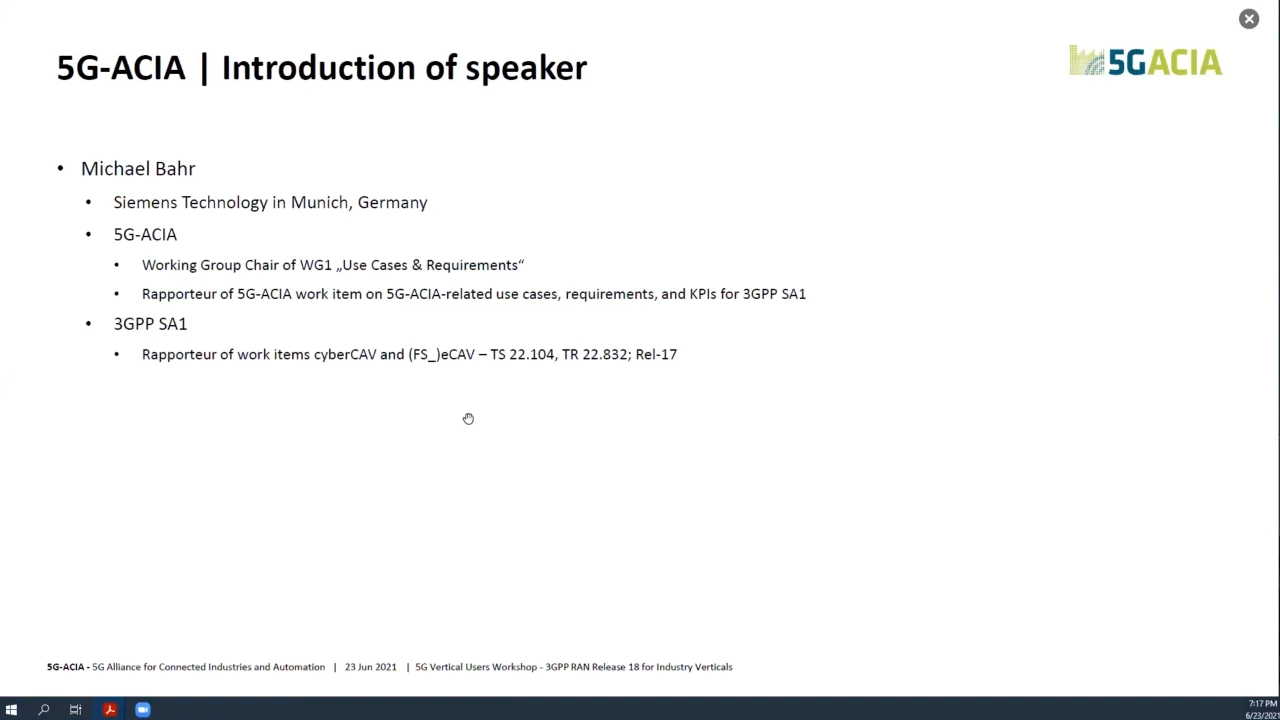 5G-ACIA | Introduction of speaker
5GACIA
• Michael Bahr
• Siemens Technology in Munich, Germany
• 5G-ACIA
• Working Group Chair of WG1 „Use Cases & Requirements“
• Rapporteur of 5G-ACIA work item on 5G-ACIA-related use cases, requirements, and KPIs for 3GPP SA1
• 3GPP SA1
• Rapporteur of work items cyberCAV and (FS_)eCAV – TS 22.104, TR 22.832; Rel-17
5G-ACIA - 5G Alliance for Connected Industries and Automation | 23 Jun 2021 | 5G Vertical Users Workshop - 3GPP RAN Release 18 for Industry Verticals
7:17 PM
6/23/2021